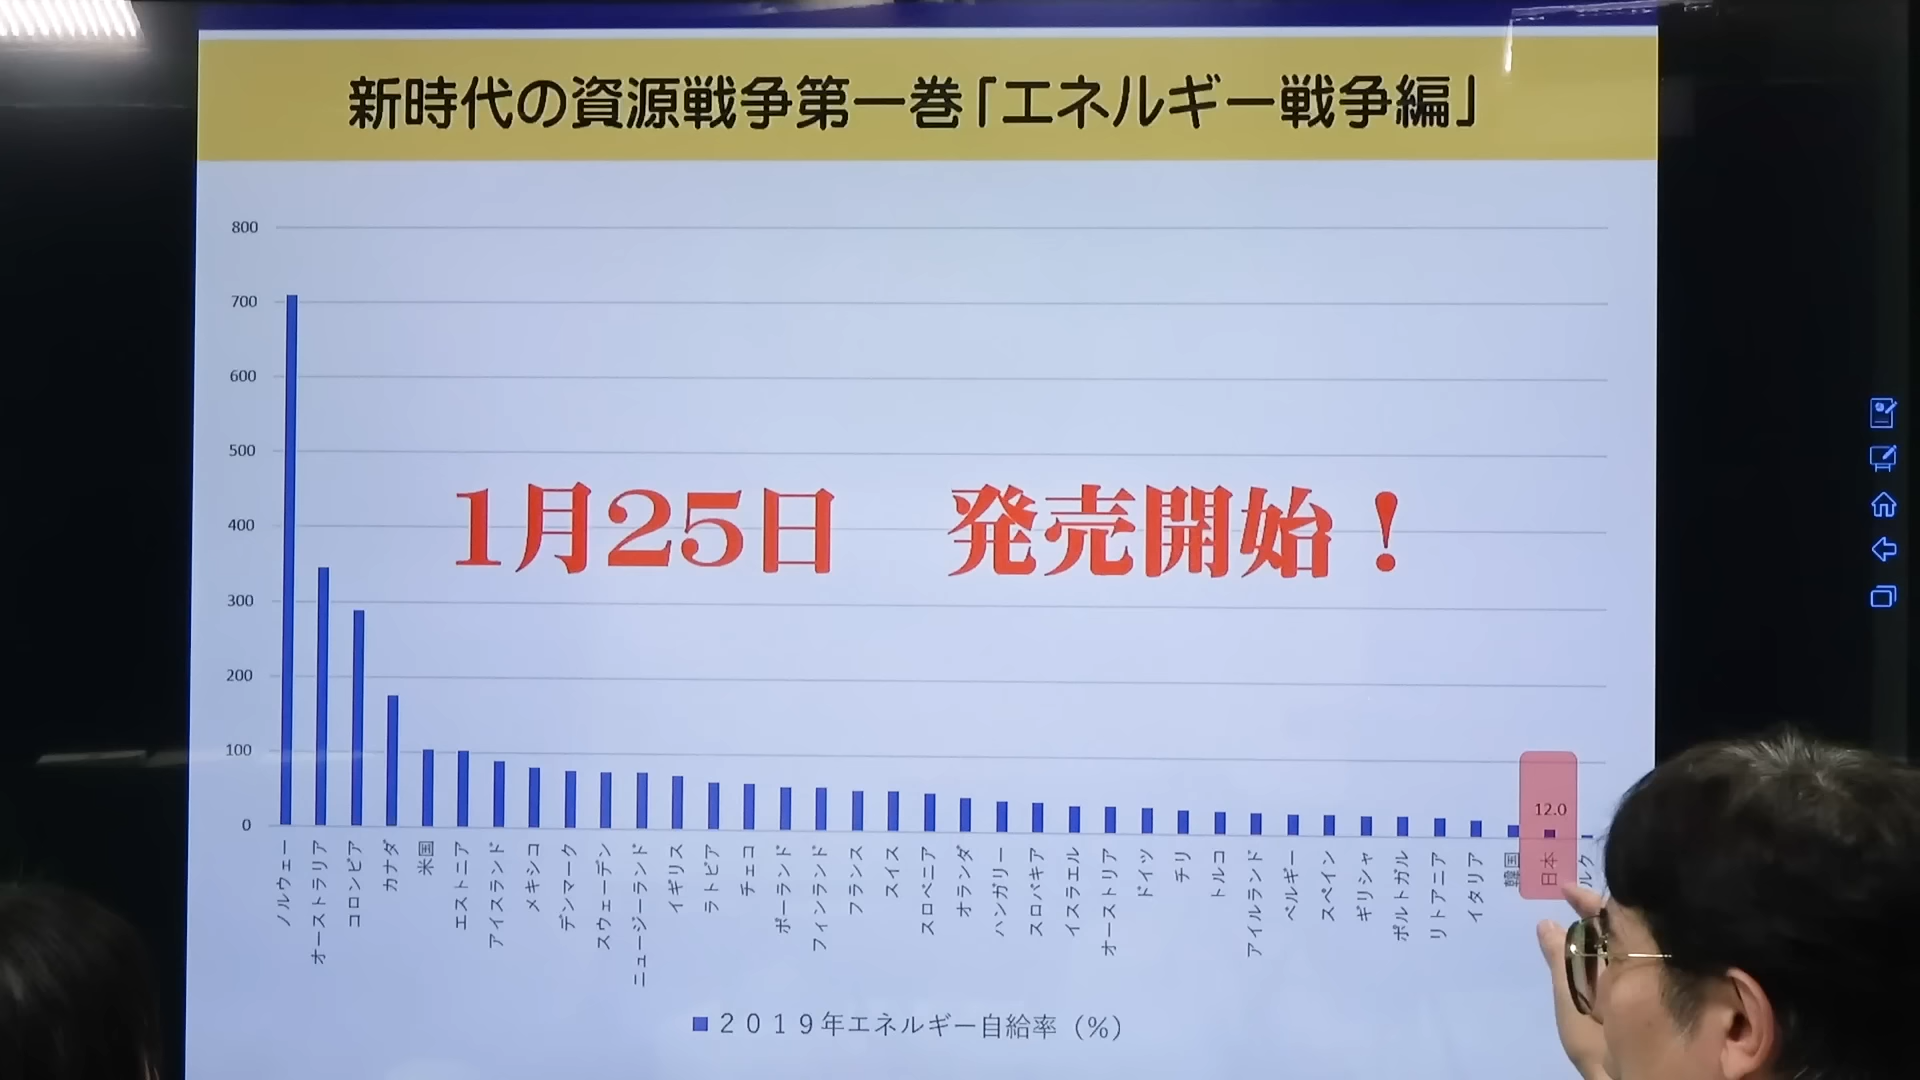 新時代の資源戦争第一巻「エネルギー戦争編」
800
700
600
500
400
300
200
100
0
1月25日 発売開始！
12.0
ノルウェー
オーストラリア
コロンビア
カナダ
米国
エストニア
アイスランド
メキシコ
デンマーク
スウェーデン
ニュージーランド
イギリス
ラトビア
チェコ
ポーランド
フィンランド
フランス
スイス
スロベニア
オランダ
ハンガリー
スロバキア
イスラエル
オーストリア
ドイツ
チリ
トルコ
アイルランド
ベルギー
スペイン
ギリシャ
ポルトガル
リトアニア
イタリア
韓国
日本
２０１９年エネルギー自給率（%）